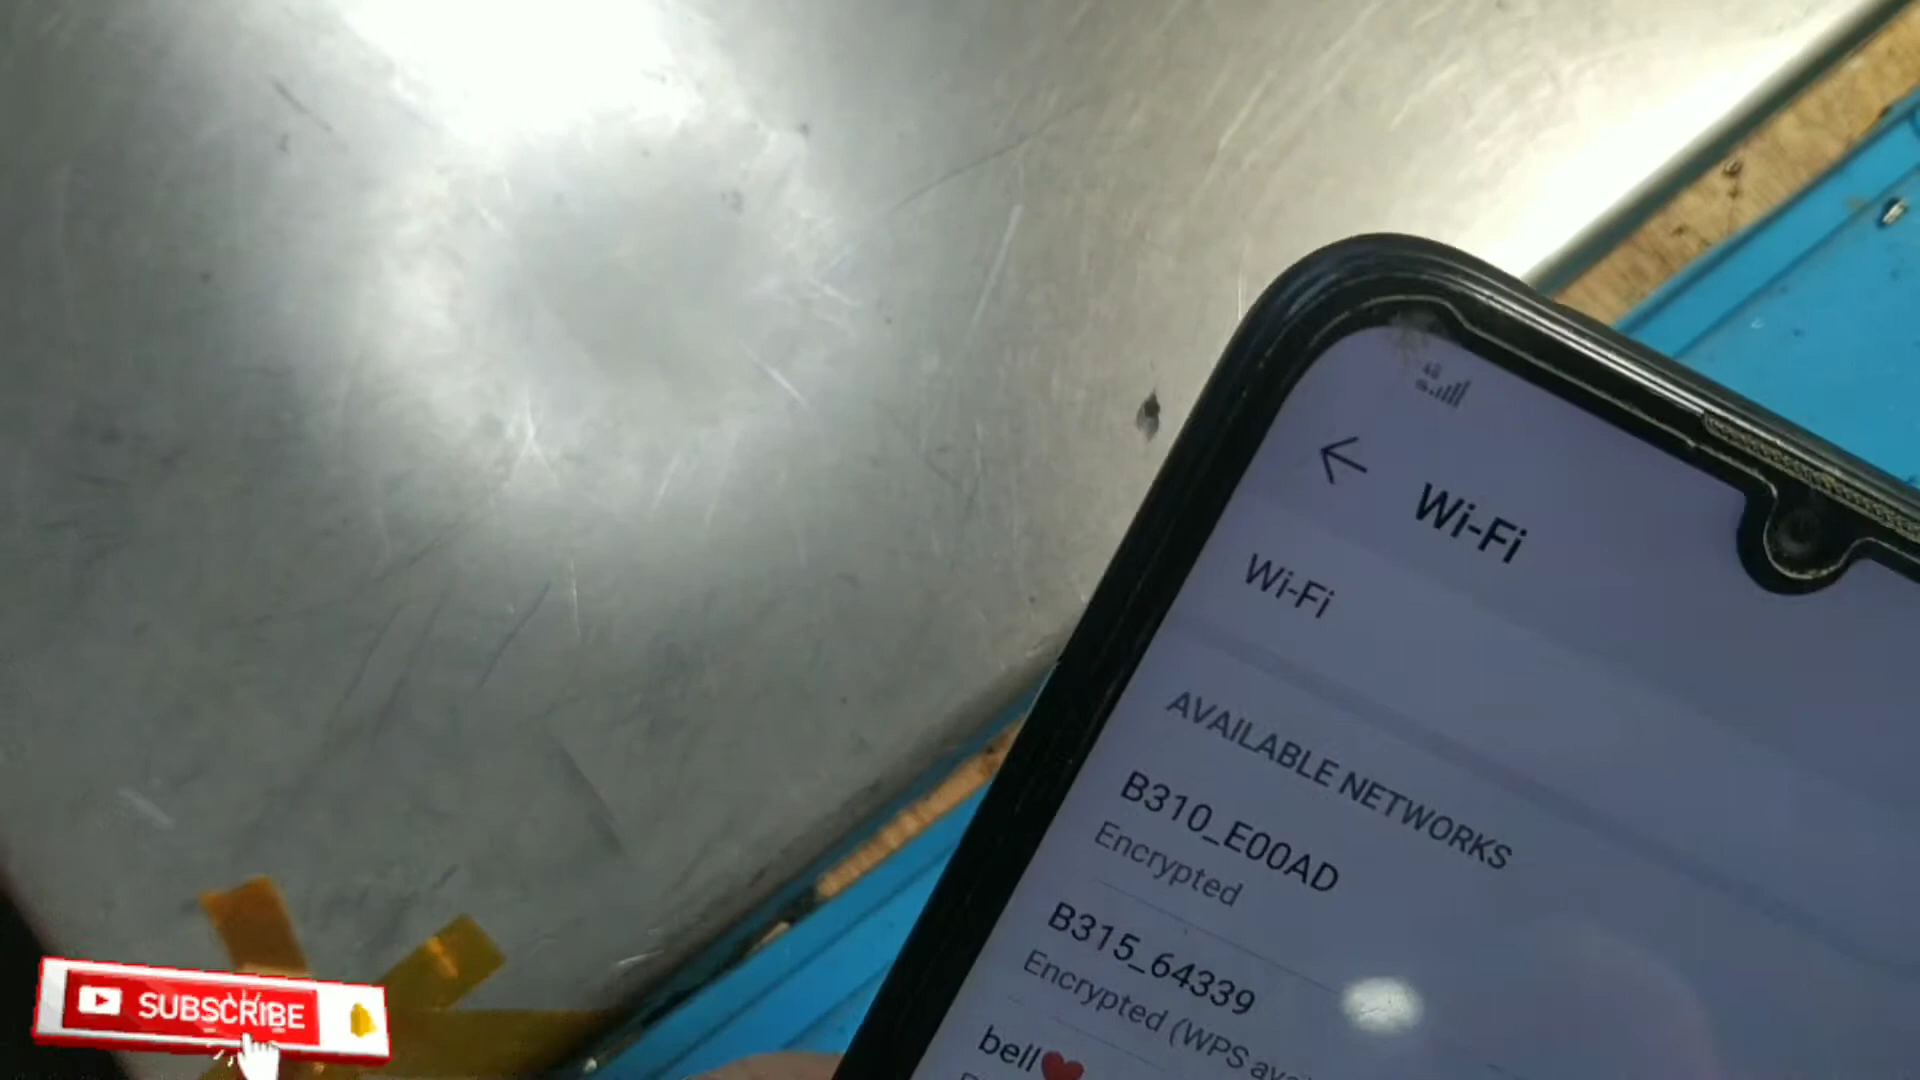 Wi-Fi
Wi-Fi
AVAILABLE NETWORKS
B310_E00AD
Encrypted
B315_64339
Encrypted (WPS
bell❤
SUBSCRIBE